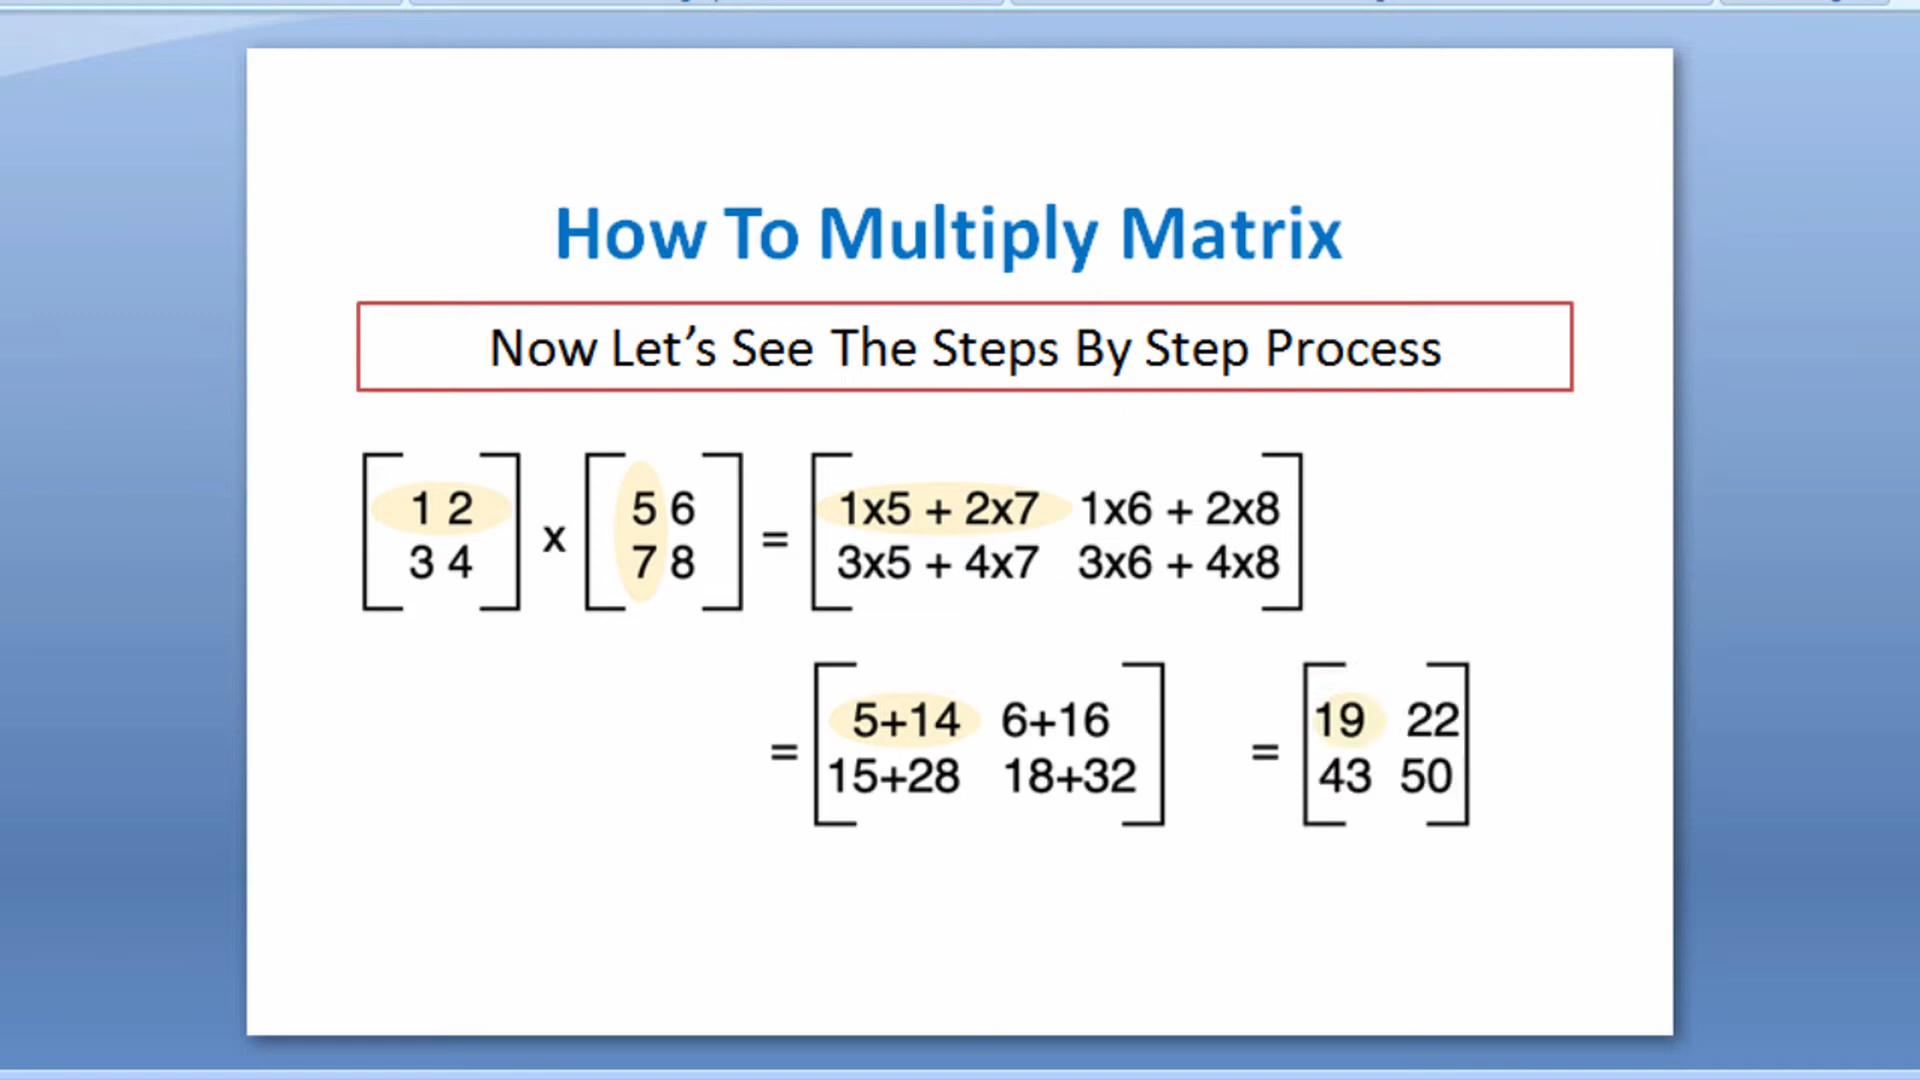 How To Multiply Matrix
Now Let’s See The Steps By Step Process
1 2
3 4
x
5 6
7 8
=
1x5 + 2x7 1x6 + 2x8
3x5 + 4x7 3x6 + 4x8
=
5+14 6+16
15+28 18+32
=
19 22
43 50